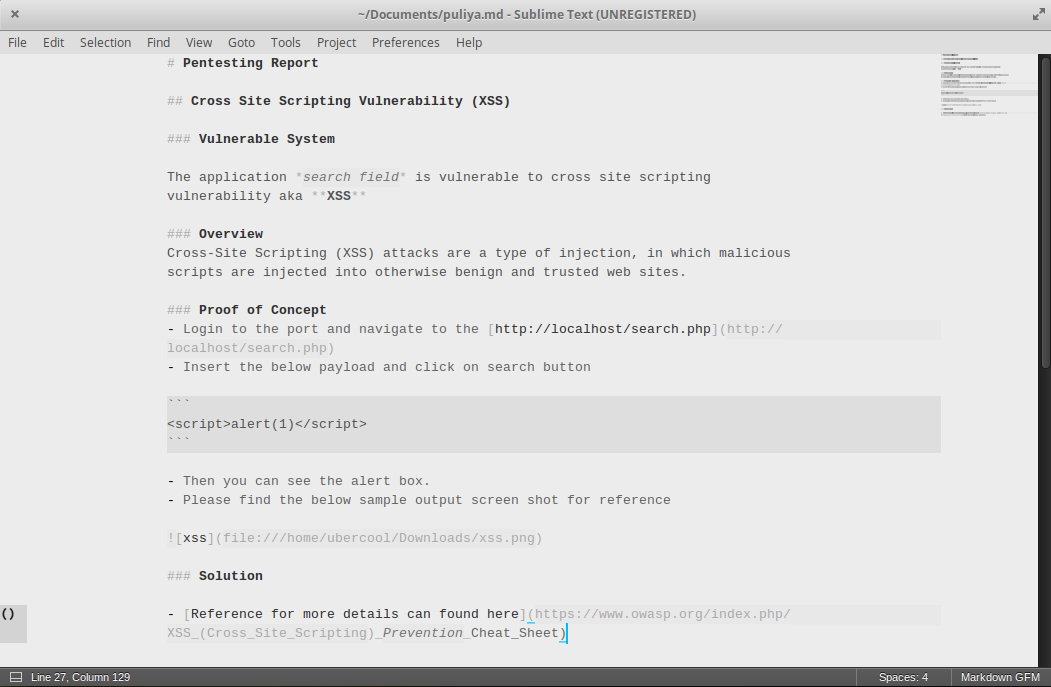 ~/Documents/puliya.md - Sublime Text (UNREGISTERED)
File Edit Selection Find View Goto Tools Project Preferences Help
# Pentesting Report
## Cross Site Scripting Vulnerability (XSS)
### Vulnerable System
The application *search field* is vulnerable to cross site scripting
vulnerability aka **XSS**
### Overview
Cross-Site Scripting (XSS) attacks are a type of injection, in which malicious
scripts are injected into otherwise benign and trusted web sites.
### Proof of Concept
- Login to the port and navigate to the [http://localhost/search.php](http://
localhost/search.php)
- Insert the below payload and click on search button
```
<script>alert(1)</script>
```
- Then you can see the alert box.
- Please find the below sample output screen shot for reference
![xss](file:///home/ubercool/Downloads/xss.png)
### Solution
- [Reference for more details can found here](https://www.owasp.org/index.php/
XSS_(Cross_Site_Scripting)_Prevention_Cheat_Sheet)
Line 27, Column 129
Spaces: 4
Markdown GFM